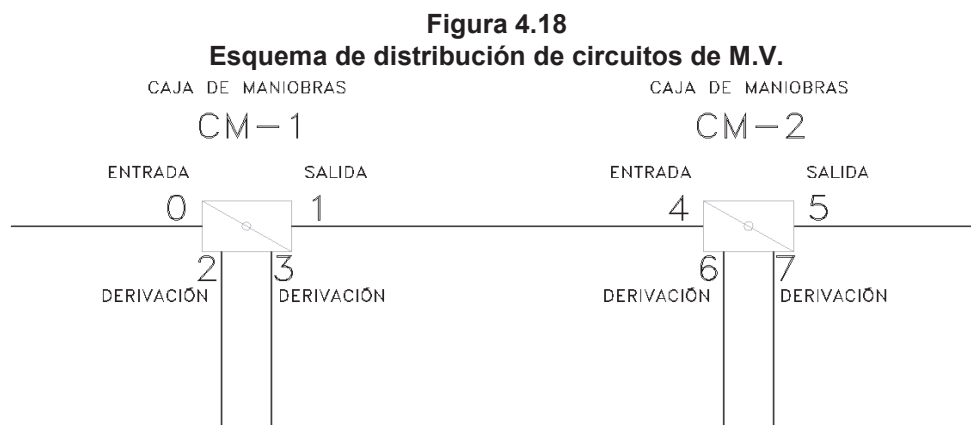 Figura 4.18
Esquema de distribución de circuitos de M.V.
CAJA DE MANIOBRAS
CM-1
ENTRADA
SALIDA
0
1
2
3
DERIVACIÓN
DERIVACIÓN
CAJA DE MANIOBRAS
CM-2
ENTRADA
SALIDA
4
5
6
7
DERIVACIÓN
DERIVACIÓN